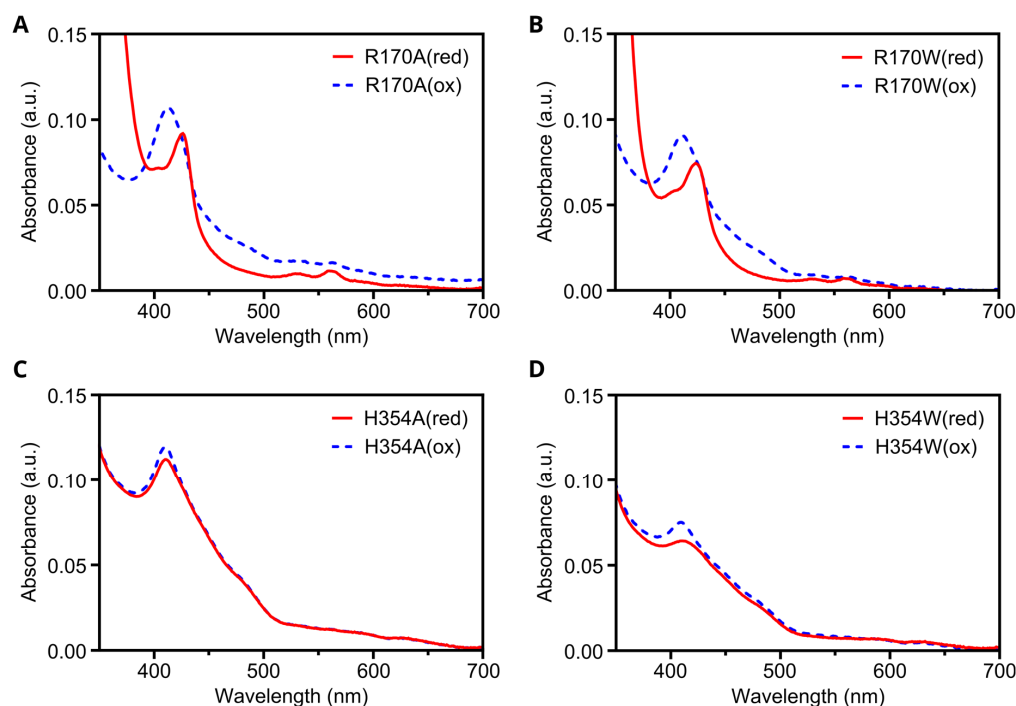 A
Absorbance (a.u.)
0.15
0.10
0.05
0.00
R170A(red)
R170A(ox)
400
500
600
700
Wavelength (nm)
B
Absorbance (a.u.)
0.15
0.10
0.05
0.00
R170W(red)
R170W(ox)
400
500
600
700
Wavelength (nm)
C
Absorbance (a.u.)
0.15
0.10
0.05
0.00
H354A(red)
H354A(ox)
400
500
600
700
Wavelength (nm)
D
Absorbance (a.u.)
0.15
0.10
0.05
0.00
H354W(red)
H354W(ox)
400
500
600
700
Wavelength (nm)